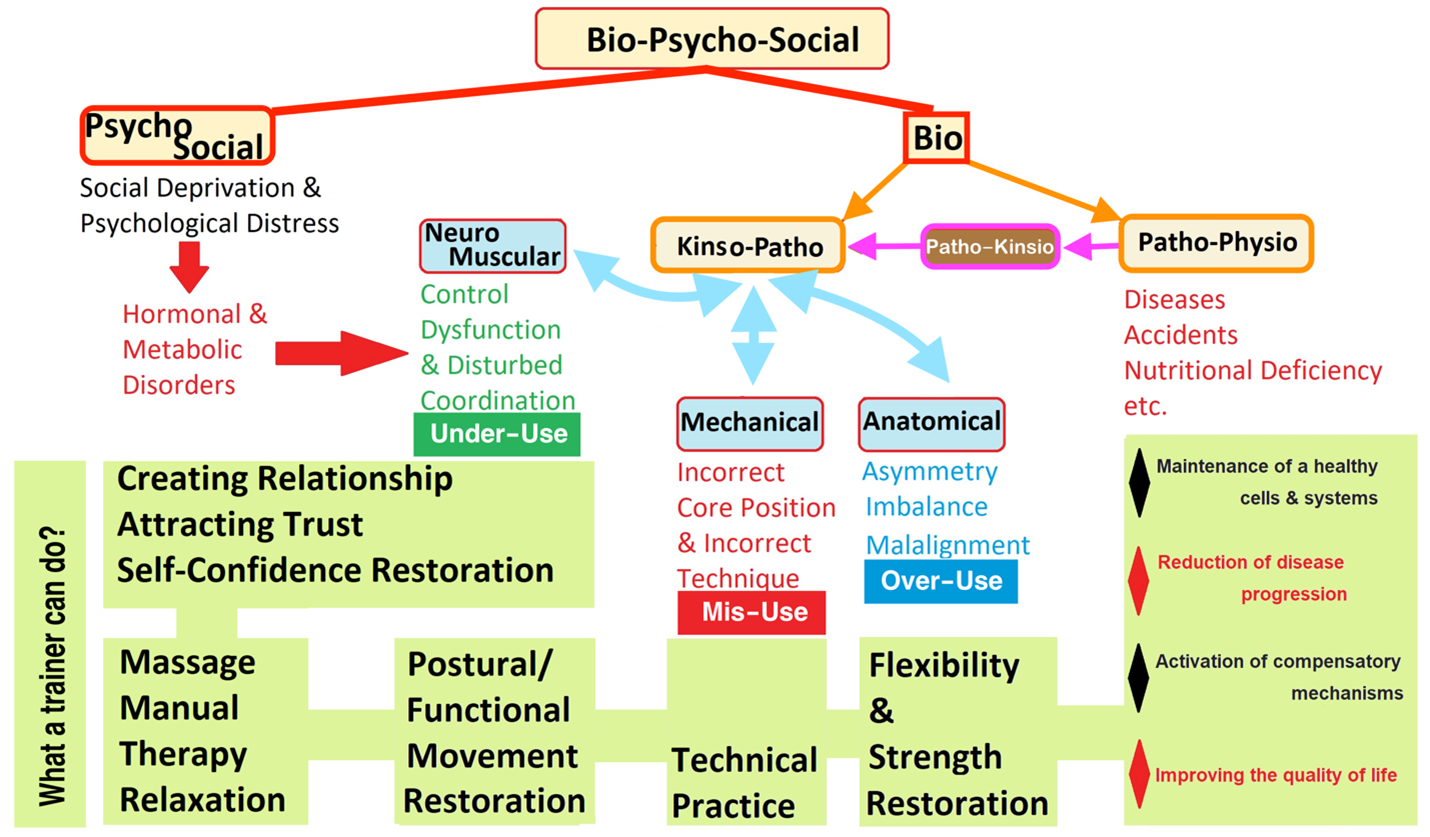 Bio-Psycho-Social
Psycho
Social
Social Deprivation &
Psychological Distress
Hormonal &
Metabolic
Disorders
Bio
Neuro
Muscular
Control
Dysfunction
& Disturbed
Coordination
Under-Use
Kinso-Patho
Patho-Kinsio
Patho-Physio
Diseases
Accidents
Nutritional Deficiency
etc.
Mechanical
Incorrect
Core Position
& Incorrect
Technique
Mis-Use
Anatomical
Asymmetry
Imbalance
Malalignment
Over-Use
What a trainer can do?
Creating Relationship
Attracting Trust
Self-Confidence Restoration
Massage
Manual
Therapy
Relaxation
Postural/
Functional
Movement
Restoration
Technical
Practice
Flexibility
&
Strength
Restoration
Maintenance of a healthy
cells & systems
Reduction of disease
progression
Activation of compensatory
mechanisms
Improving the quality of life